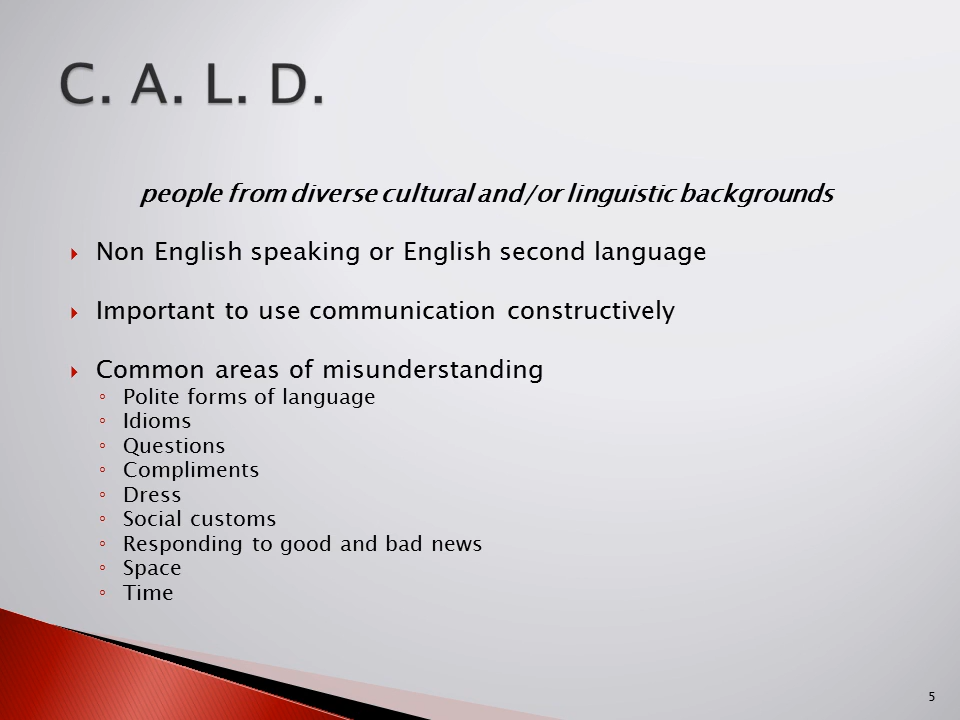 C. A. L. D.
people from diverse cultural and/or linguistic backgrounds
Non English speaking or English second language
Important to use communication constructively
Common areas of misunderstanding
Polite forms of language
Idioms
Questions
Compliments
Dress
Social customs
Responding to good and bad news
Space
Time
5